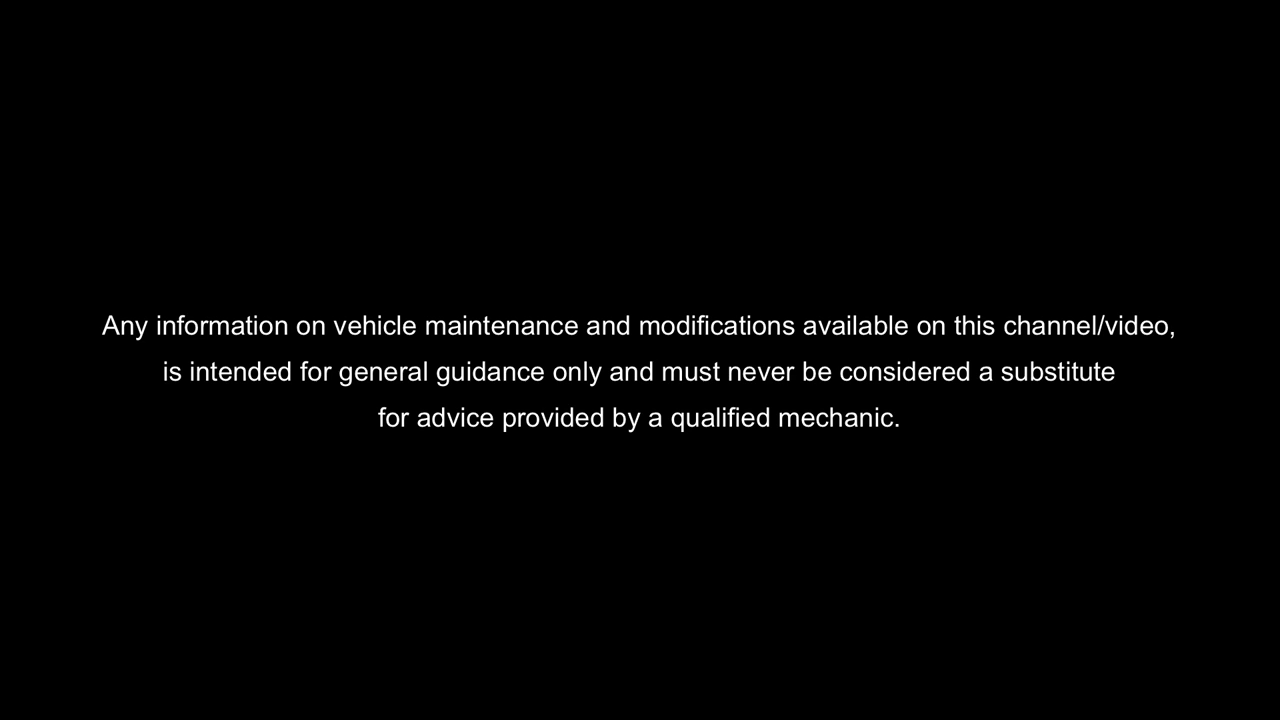 Any information on vehicle maintenance and modifications available on this channel/video,
is intended for general guidance only and must never be considered a substitute
for advice provided by a qualified mechanic.